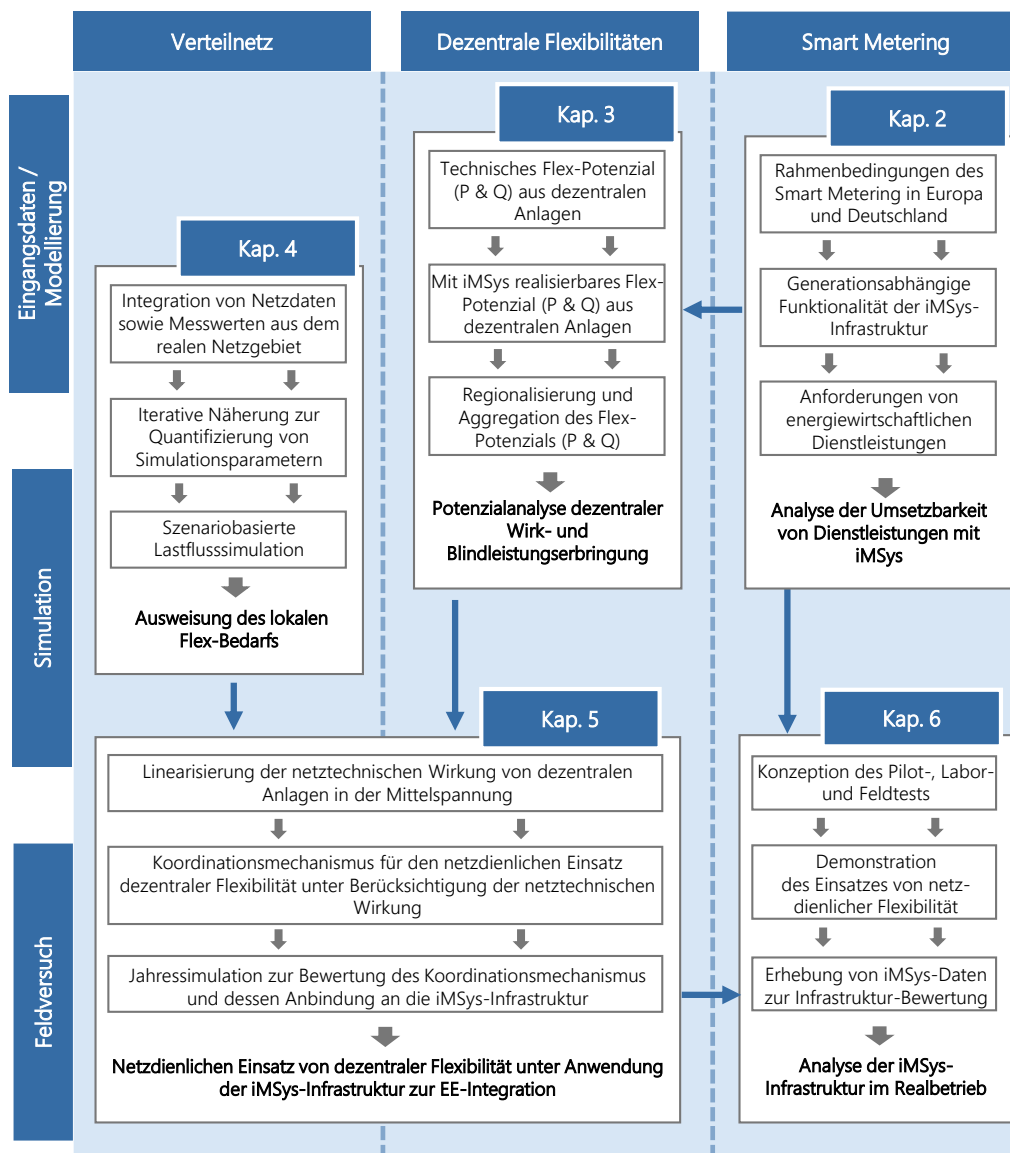 Verteilnetz
Dezentrale Flexibilitäten
Smart Metering
Eingangsdaten /
Modellierung
Simulation
Feldversuch
Kap. 4
Integration von Netzdaten
sowie Messwerten aus dem
realen Netzgebiet
Iterative Näherung zur
Quantifizierung von
Simulationsparametern
Szenariobasierte
Lastflusssimulation
Ausweisung des lokalen
Flex-Bedarfs
Kap. 3
Technisches Flex-Potenzial
(P & Q) aus dezentralen
Anlagen
Mit iMSys realisierbares Flex-
Potenzial (P & Q) aus
dezentralen Anlagen
Regionalisierung und
Aggregation des Flex-
Potenzials (P & Q)
Potenzialanalyse dezentraler
Wirk- und
Blindleistungserbringung
Kap. 2
Rahmenbedingungen des
Smart Metering in Europa
und Deutschland
Generationsabhängige
Funktionalität der iMSys-
Infrastruktur
Anforderungen von
energiewirtschaftlichen
Dienstleistungen
Analyse der Umsetzbarkeit
von Dienstleistungen mit
iMSys
Kap. 5
Linearisierung der netztechnischen Wirkung von dezentralen
Anlagen in der Mittelspannung
Koordinationsmechanismus für den netzdienlichen Einsatz
dezentraler Flexibilität unter Berücksichtigung der netztechnischen
Wirkung
Jahressimulation zur Bewertung des Koordinationsmechanismus
und dessen Anbindung an die iMSys-Infrastruktur
Netzdienlichen Einsatz von dezentraler Flexibilität unter Anwendung
der iMSys-Infrastruktur zur EE-Integration
Kap. 6
Konzeption des Pilot-, Labor-
und Feldtests
Demonstration
des Einsatzes von netz-
dienlicher Flexibilität
Erhebung von iMSys-Daten
zur Infrastruktur-Bewertung
Analyse der iMSys-
Infrastruktur im Realbetrieb